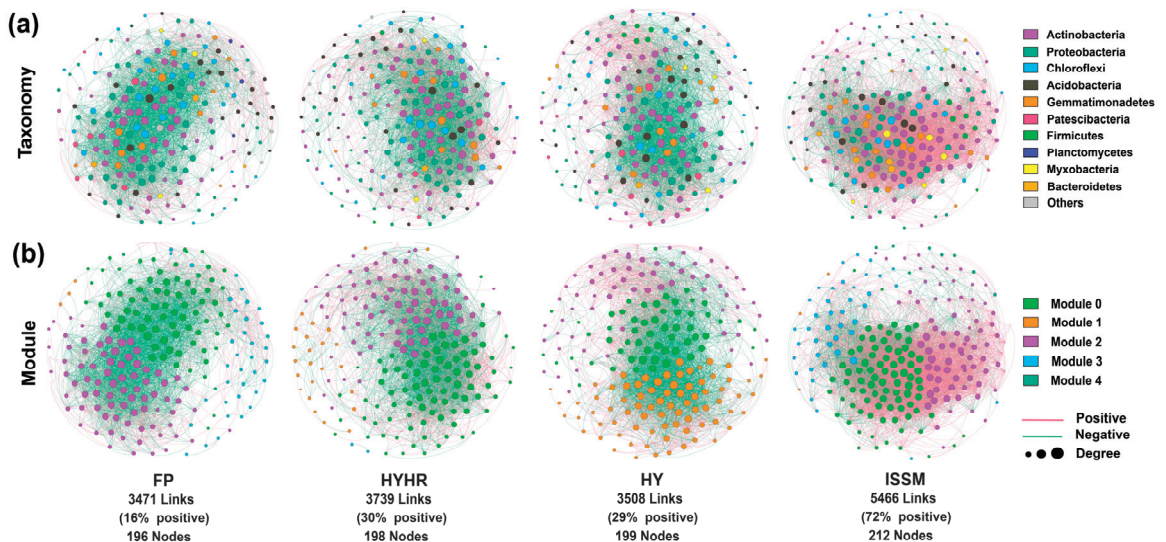 (a)
Taxonomy
Actinobacteria
Proteobacteria
Chloroflexi
Acidobacteria
Gemmatimonadetes
Patescibacteria
Firmicutes
Planctomycetes
Myxobacteria
Bacteroidetes
Others
(b)
Module
Module 0
Module 1
Module 2
Module 3
Module 4
Positive
Negative
Degree
FP
3471 Links
(16% positive)
196 Nodes
HYHR
3739 Links
(30% positive)
198 Nodes
HY
3508 Links
(29% positive)
199 Nodes
ISSM
5466 Links
(72% positive)
212 Nodes